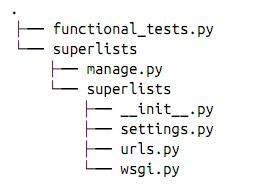 .
├── functional_tests.py
└── superlists
    ├── manage.py
    └── superlists
        ├── __init__.py
        ├── settings.py
        ├── urls.py
        └── wsgi.py